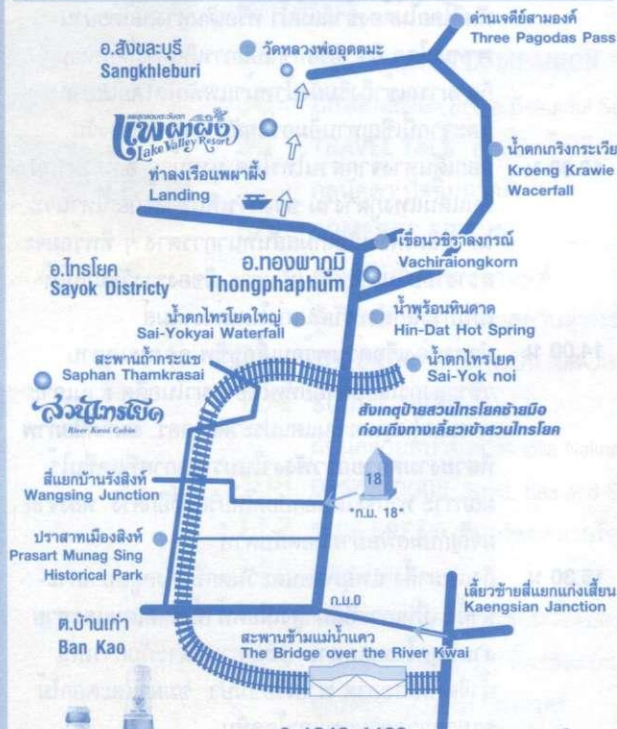 ด่านเจดีย์สามองค์
Three Pagodas Pass
อ.สังขละบุรี
Sangkhleburi
วัดหลวงพ่ออุตตมะ
แพผาผึ้ง
Lake Valley Resort
น้ำตกเกริงกระเวีย
Kroeng Krawie
Wacerfall
ท่าลงเรือแพผาผึ้ง
Landing
เขื่อนวชิราลงกรณ์
Vachiraiongkorn
อ.ไทรโยค
Sayok Districty
อ.ทองผาภูมิ
Thongphaphum
น้ำตกไทรโยคใหญ่
Sai-Yokyai Waterfall
น้ำพุร้อนหินดาด
Hin-Dat Hot Spring
สะพานถ้ำกระแซ
Saphan Thamkrasai
น้ำตกไทรโยค
Sai-Yok noi
สวนไทรโยค
River Kwai Cabin
สังเกตุป้ายสวนไทรโยคซ้ายมือ
ก่อนถึงทางเลี้ยวเข้าสวนไทรโยค
สี่แยกบ้านรังสิงห์
Wangsing Junction
18
"ก.ม. 18"
ปราสาทเมืองสิงห์
Prasart Munag Sing
Historical Park
ก.ม.0
เลี้ยวซ้ายสี่แยกแก่งเสี้ยน
Kaengsian Janction
ต.บ้านเก่า
Ban Kao
สะพานข้ามแม่น้ำแคว
The Bridge over the River Kwai
14.00 น.
15.30 น.